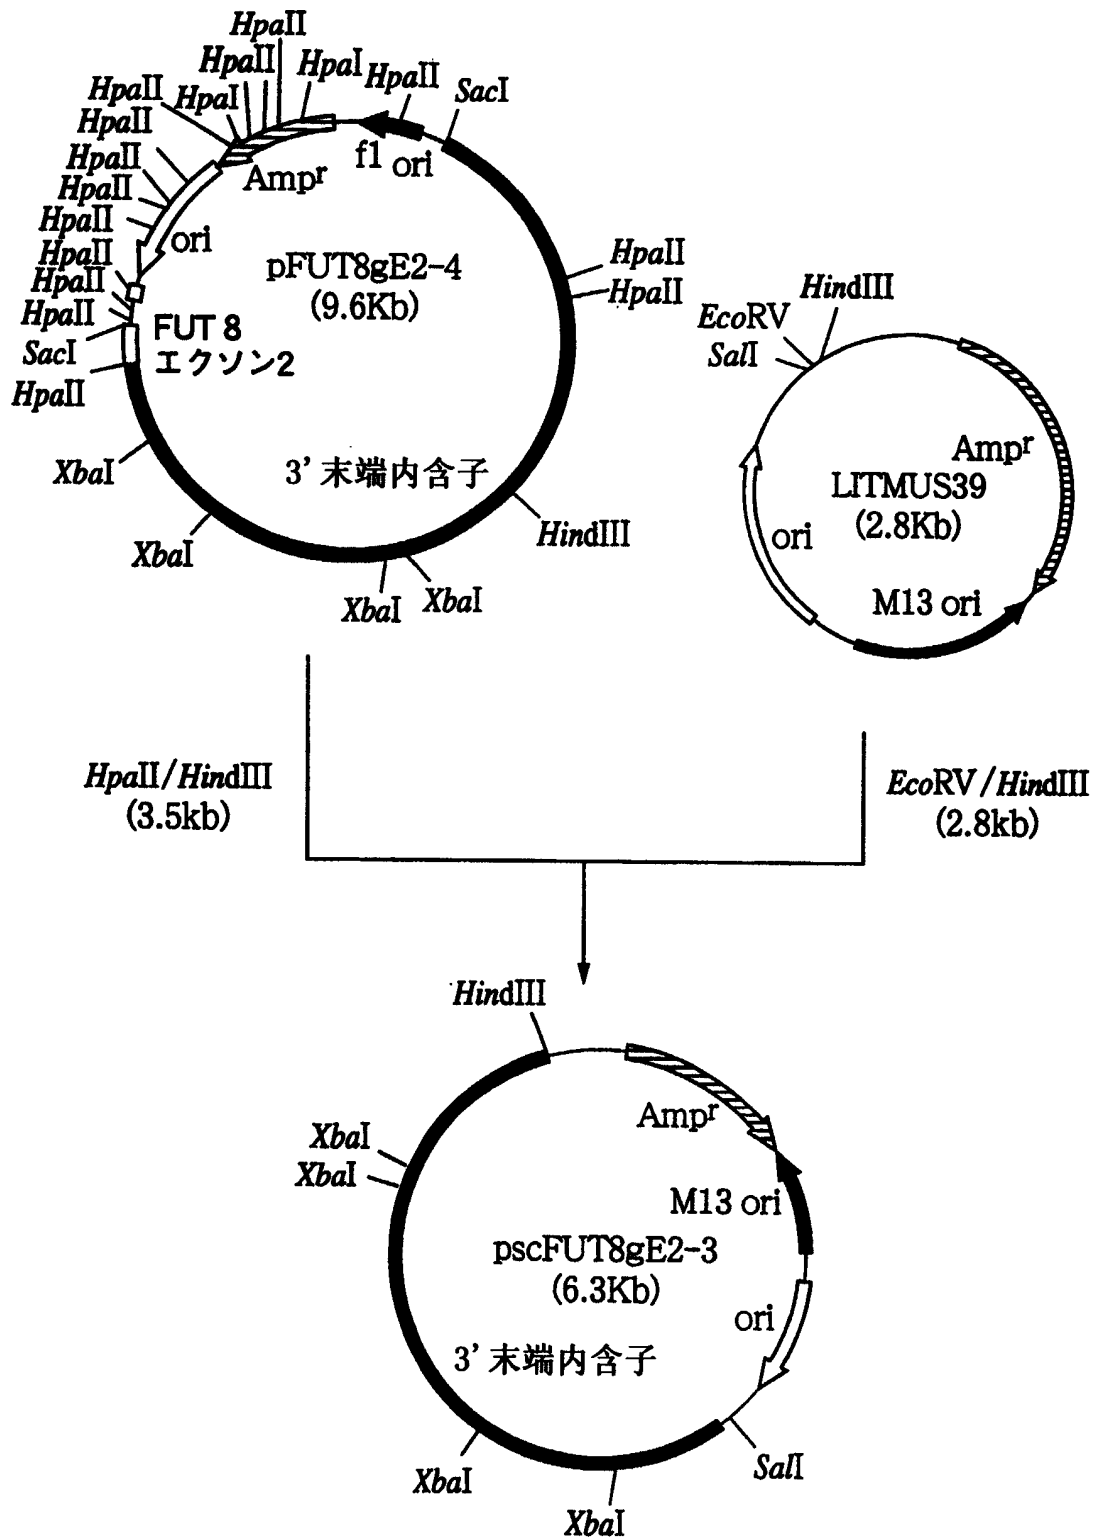 HpaII
HpaII
HpaI
HpaII
SacI
HpaII
HpaI
HpaII
HpaII
HpaII
HpaII
HpaII
HpaII
HpaII
SacI
HpaII
XbaI
XbaI
XbaI
XbaI
HindIII
HpaII
HpaII
Ampr
f1 ori
ori
pFUT8gE2-4
(9.6Kb)
FUT 8
エクソン2
3' 末端内含子
HindIII
EcoRV
SalI
Ampr
LITMUS39
(2.8Kb)
ori
M13 ori
HpaII/HindIII
(3.5kb)
EcoRV/HindIII
(2.8kb)
HindIII
Ampr
XbaI
XbaI
M13 ori
pscFUT8gE2-3
(6.3Kb)
ori
3' 末端内含子
SalI
XbaI
XbaI